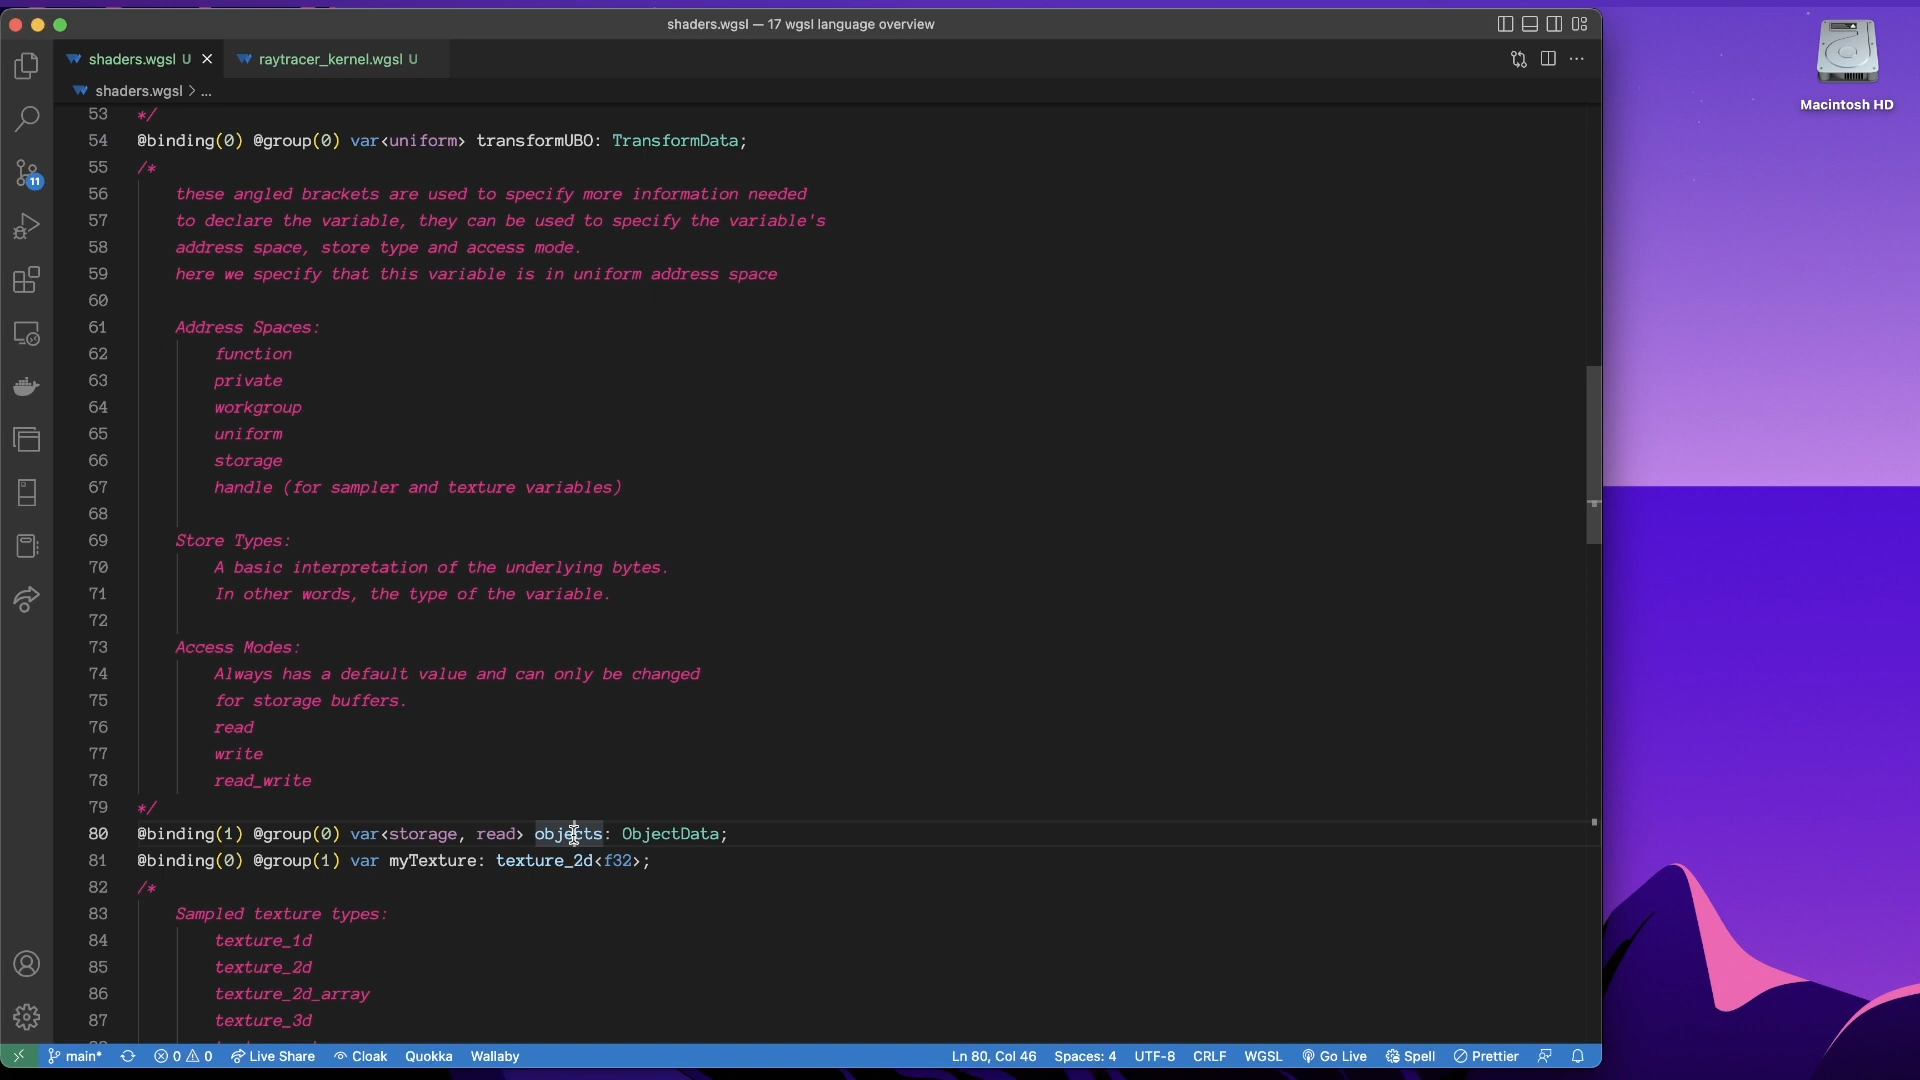 shaders.wgsl — 17 wgsl language overview
Macintosh HD
shaders.wgsl U
raytracer_kernel.wgsl U
shaders.wgsl > ...
53 */
54 @binding(0) @group(0) var<uniform> transformUBO: TransformData;
55 /*
56 these angled brackets are used to specify more information needed
57 to declare the variable, they can be used to specify the variable's
58 address space, store type and access mode.
59 here we specify that this variable is in uniform address space
60
61 Address Spaces:
62 function
63 private
64 workgroup
65 uniform
66 storage
67 handle (for sampler and texture variables)
68
69 Store Types:
70 A basic interpretation of the underlying bytes.
71 In other words, the type of the variable.
72
73 Access Modes:
74 Always has a default value and can only be changed
75 for storage buffers.
76 read
77 write
78 read_write
79 */
80 @binding(1) @group(0) var<storage, read> objects: ObjectData;
81 @binding(0) @group(1) var myTexture: texture_2d<f32>;
82 /*
83 Sampled texture types:
84 texture_1d
85 texture_2d
86 texture_2d_array
87 texture_3d
11
main* 0 0 Live Share Cloak Quokka Wallaby Ln 80, Col 46 Spaces: 4 UTF-8 CRLF WGSL Go Live Spell Prettier